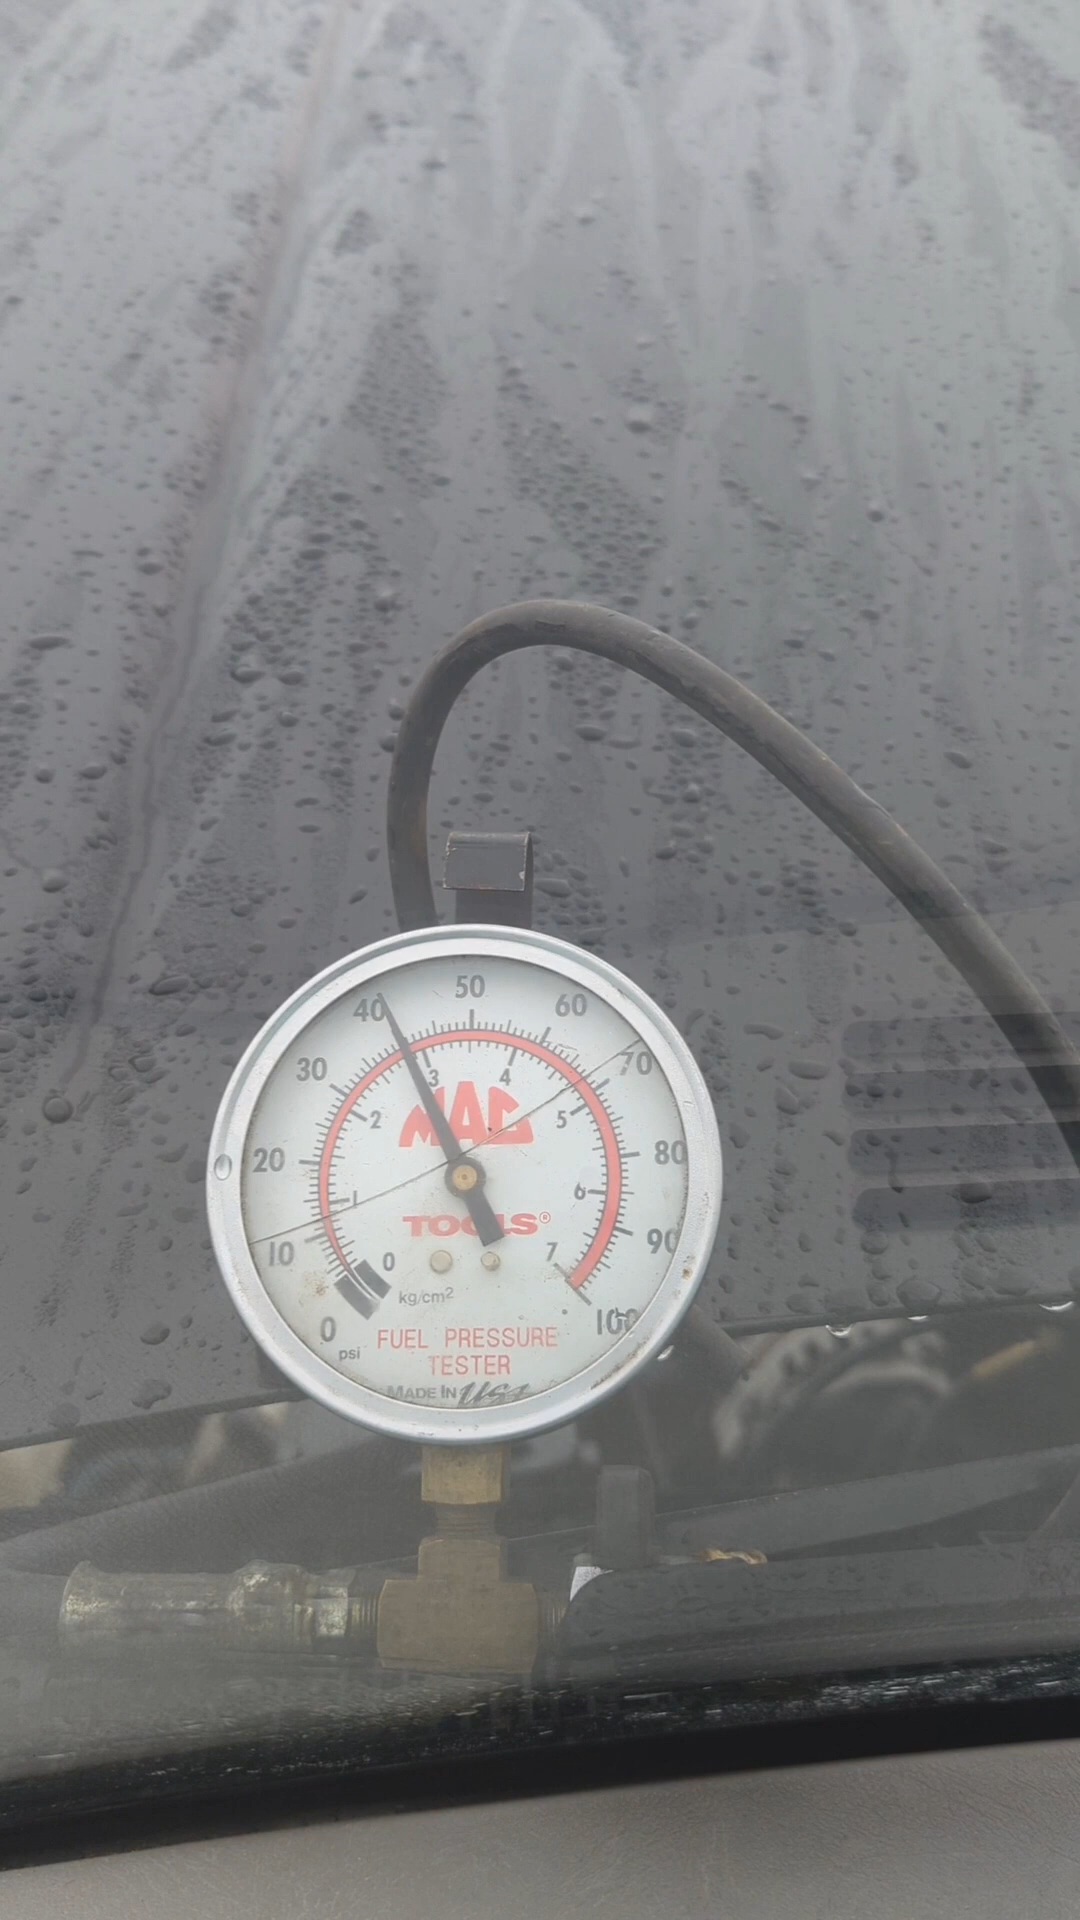 50
40 60
30 70
3 4
MAC
2 5
20 80
1 6
TOOLS®
10 90
0 7
kg/cm2
0 100
psi
FUEL PRESSURE
TESTER
MADE IN USA